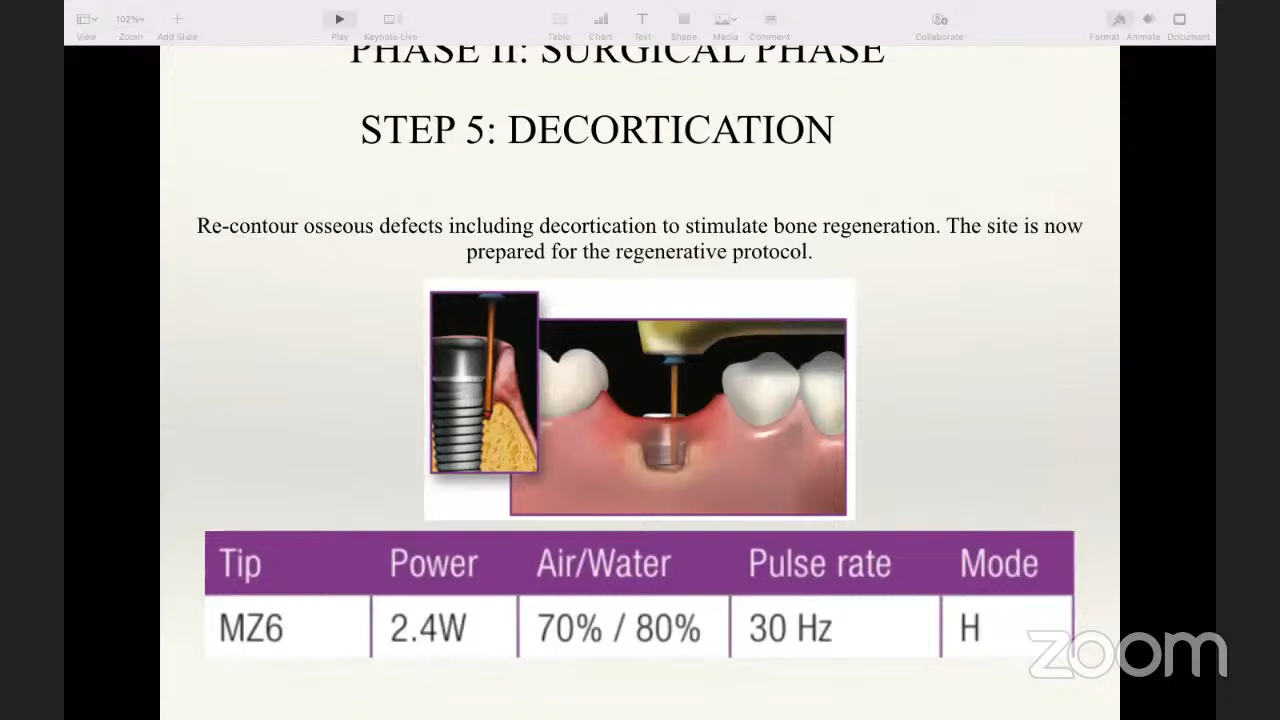 102%
View
Zoom
Add Slide
Play
Keynote Live
Table
Chart
Text
Shape
Media
Comment
Collaborate
Format
Animate
Document
PHASE II: SURGICAL PHASE
STEP 5: DECORTICATION
Re-contour osseous defects including decortication to stimulate bone regeneration. The site is now
prepared for the regenerative protocol.
Tip Power Air/Water Pulse rate Mode
MZ6 2.4W 70% / 80% 30 Hz H
zoom